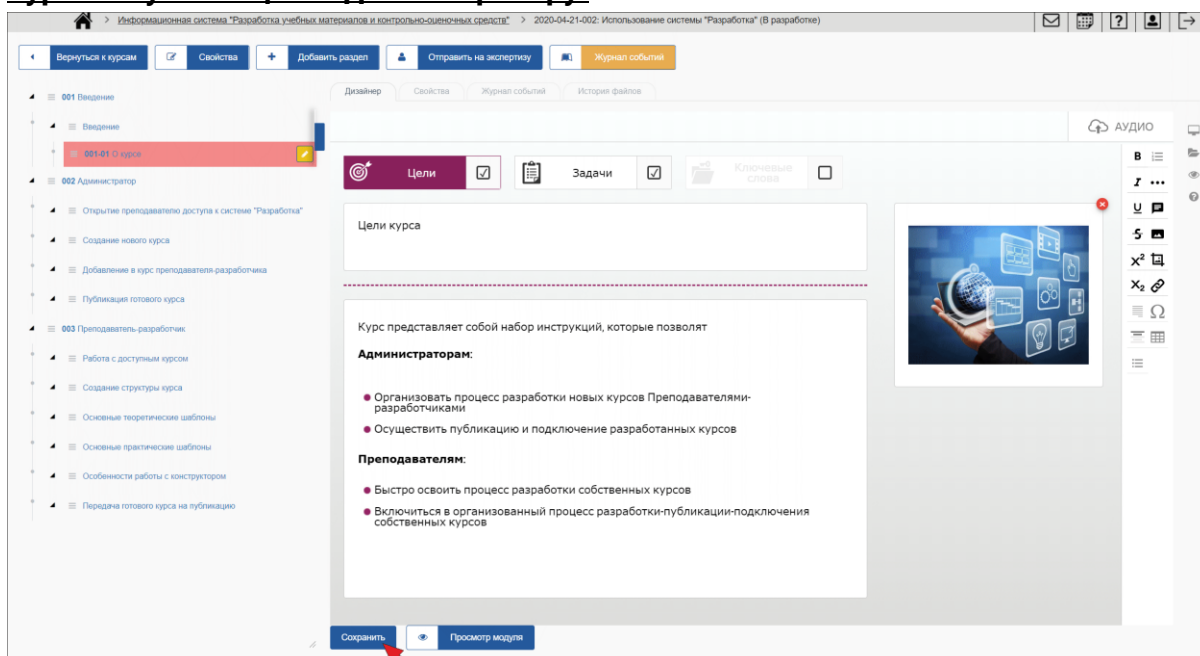 Информационная система "Разработка учебных материалов и контрольно-оценочных средств" > 2020-04-21-002: Использование системы "Разработка" (В разработке)
Вернуться к курсам Свойства + Добавить раздел Отправить на экспертизу Журнал событий
Дизайнер Свойства Журнал событий История файлов
001 Введение
Введение
001-01 О курсе
002 Администратор
Открытие преподавателю доступа к системе "Разработка"
Создание нового курса
Добавление в курс преподавателя-разработчика
Публикация готового курса
003 Преподаватель-разработчик
Работа с доступным курсом
Создание структуры курса
Основные теоретические шаблоны
Основные практические шаблоны
Особенности работы с конструктором
Передача готового курса на публикацию
АУДИО
Цели Задачи Ключевые
слова
Цели курса
Курс представляет собой набор инструкций, которые позволят
Администраторам:
Организовать процесс разработки новых курсов Преподавателями-
разработчиками
Осуществить публикацию и подключение разработанных курсов
Преподавателям:
Быстро освоить процесс разработки собственных курсов
Включиться в организованный процесс разработки-публикации-подключения
собственных курсов
B
I
U
S
X²
X₂
Ω
Сохранить Просмотр модуля